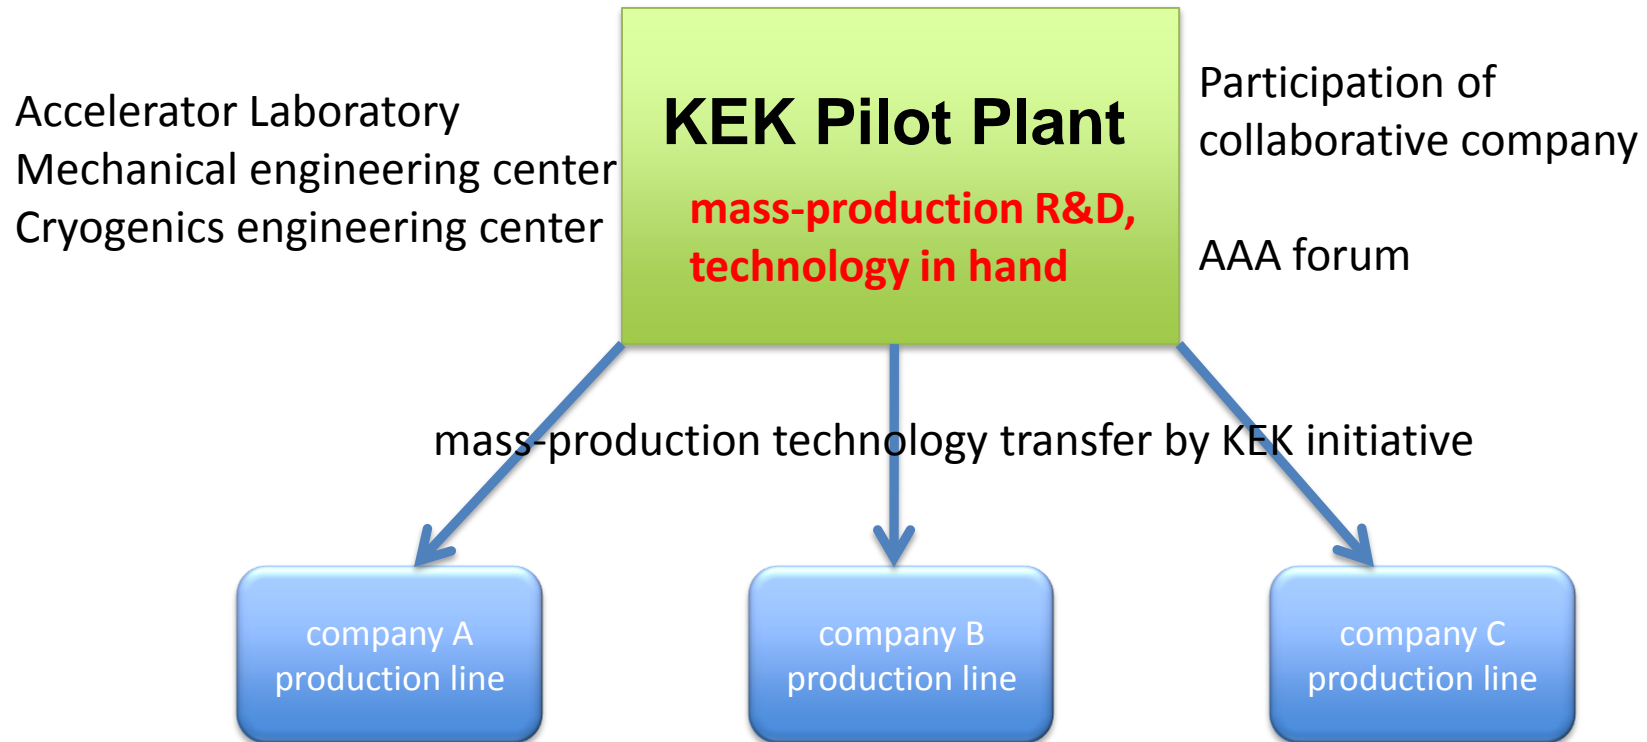 Accelerator Laboratory
Mechanical engineering center
Cryogenics engineering center
KEK Pilot Plant
mass-production R&D,
technology in hand
Participation of
collaborative company
AAA forum
mass-production technology transfer by KEK initiative
company A
production line
company B
production line
company C
production line